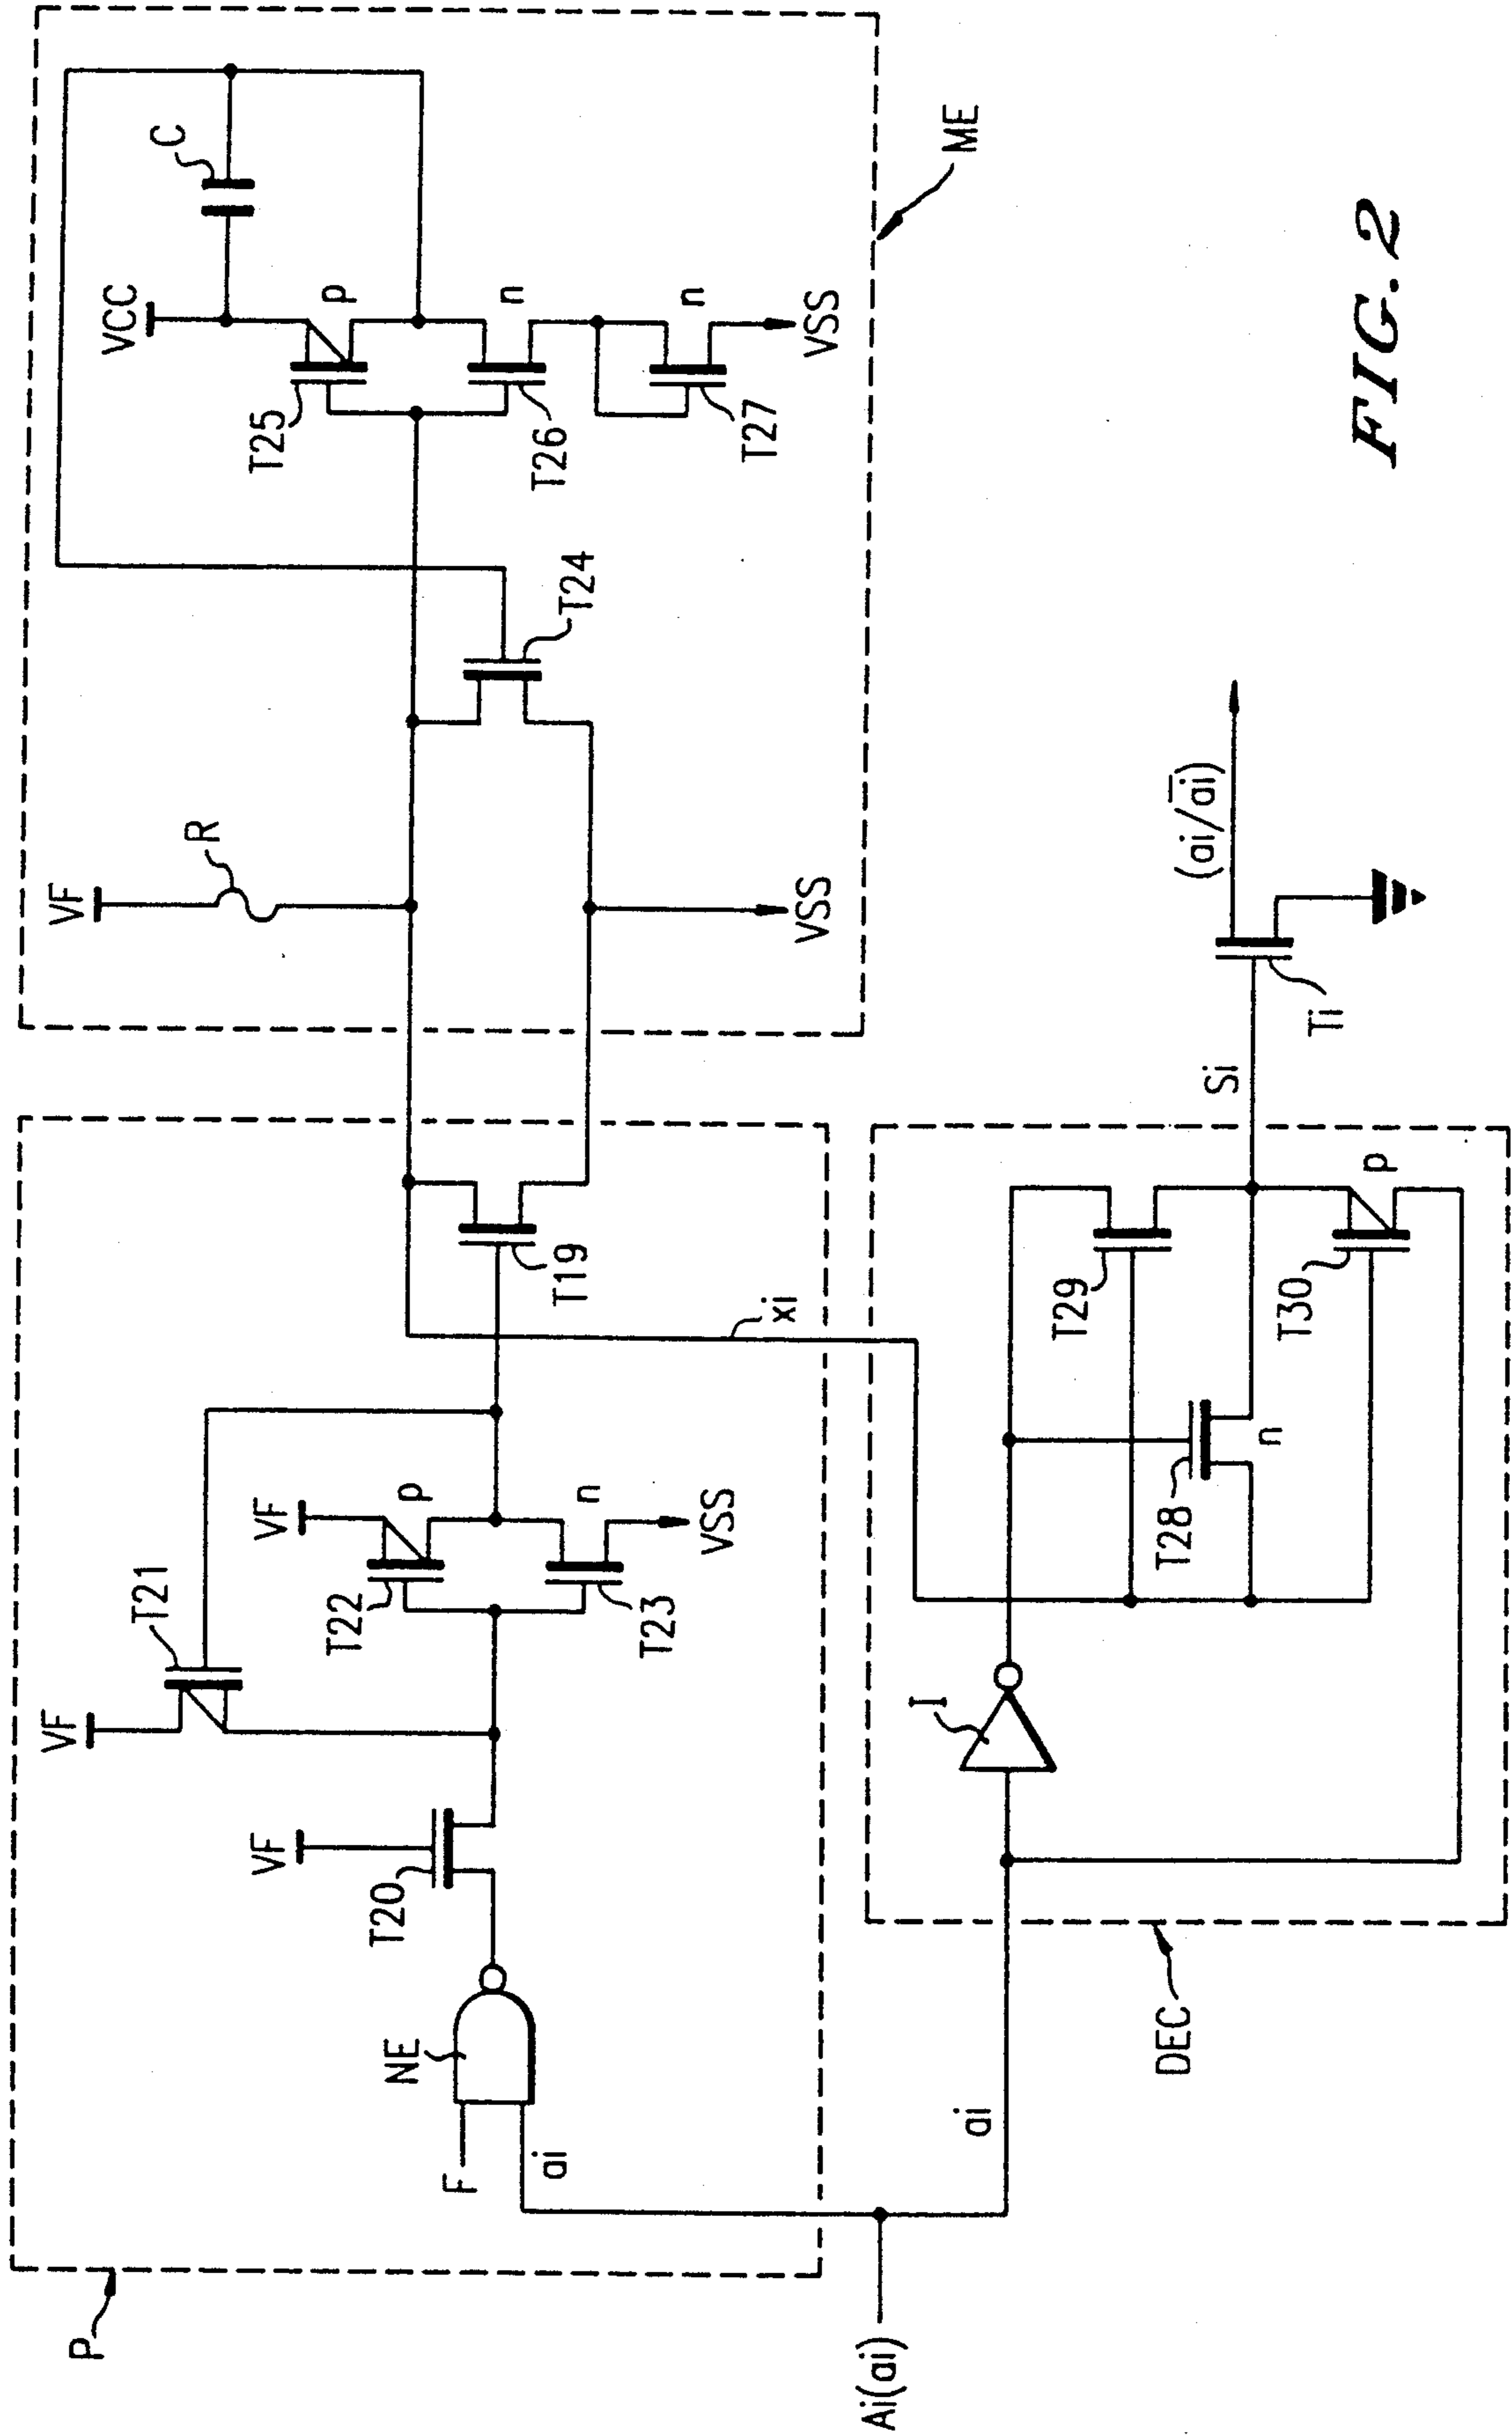 P
VF
T21
VF
T20
VF
T22
p
n
T23
VSS
NE
F
ai
T19
xi
VF
R
VSS
T24
VCC
C
T25
p
T26
n
T27
n
VSS
ME
Ai(ai)
ai
DEC
I
T28
n
T29
T30
p
Si
Ti
(ai/a̅i̅)
FIG. 2